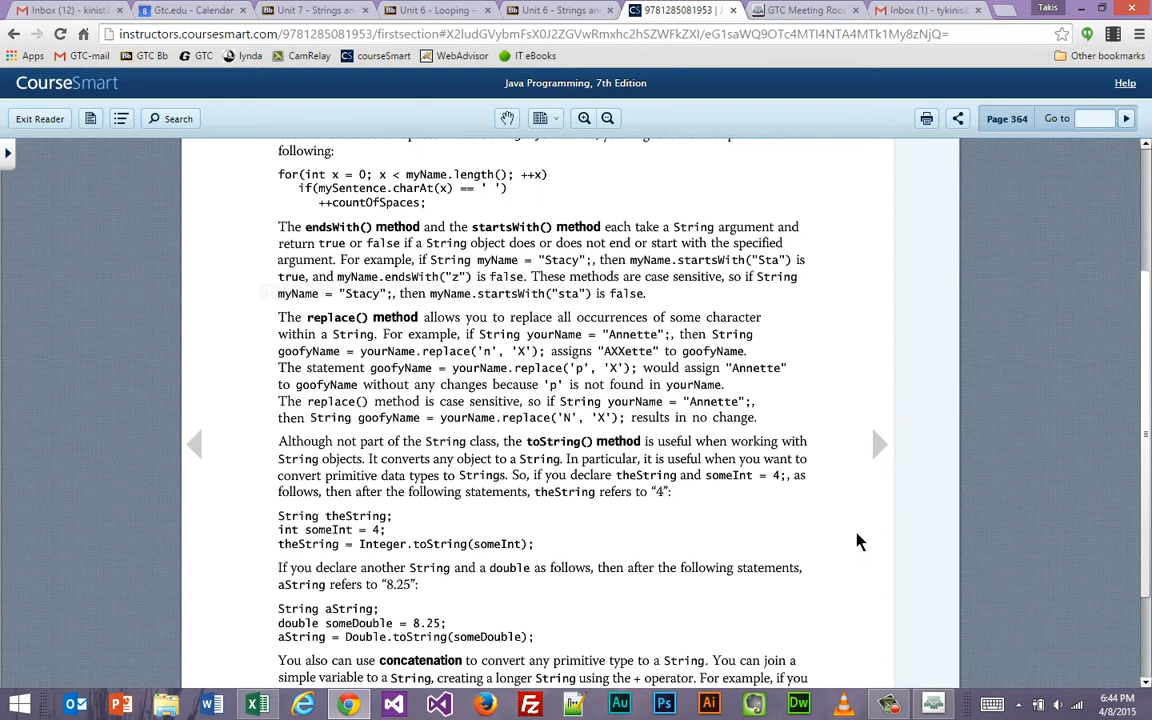 Inbox (12) - kinist@
Gtc.edu - Calendar
Unit 7 - Strings and
Unit 6 - Looping –
Unit 6 - Strings and
9781285081953 | J
GTC Meeting Room
Inbox (1) - tykinis@
Takis
instructors.coursesmart.com/9781285081953/firstsection#X2ludGVybmFsX0J2ZGVwRmxhc2h2SZWFkZXI/eG1saWQ9OTc4MTI4NTA4MTk1My8zNjQ=
Apps GTC-mail GTC Bb GTC lynda CamRelay courseSmart WebAdvisor IT eBooks Other bookmarks
CourseSmart Java Programming, 7th Edition Help
Exit Reader Search Page 364 Go to
following:
for(int x = 0; x < myName.length(); ++x)
if(mySentence.charAt(x) == ' ')
++countOfSpaces;
The endsWith() method and the startsWith() method each take a String argument and
return true or false if a String object does or does not end or start with the specified
argument. For example, if String myName = "Stacy";, then myName.startsWith("Sta") is
true, and myName.endsWith("z") is false. These methods are case sensitive, so if String
myName = "Stacy";, then myName.startsWith("sta") is false.
The replace() method allows you to replace all occurrences of some character
within a String. For example, if String yourName = "Annette";, then String
goofyName = yourName.replace('n', 'X'); assigns "AXXette" to goofyName.
The statement goofyName = yourName.replace('p', 'X'); would assign "Annette"
to goofyName without any changes because 'p' is not found in yourName.
The replace() method is case sensitive, so if String yourName = "Annette";,
then String goofyName = yourName.replace('N', 'X'); results in no change.
Although not part of the String class, the toString() method is useful when working with
String objects. It converts any object to a String. In particular, it is useful when you want to
convert primitive data types to Strings. So, if you declare theString and someInt = 4;, as
follows, then after the following statements, theString refers to “4”:
String theString;
int someInt = 4;
theString = Integer.toString(someInt);
If you declare another String and a double as follows, then after the following statements,
aString refers to “8.25”:
String aString;
double someDouble = 8.25;
aString = Double.toString(someDouble);
You also can use concatenation to convert any primitive type to a String. You can join a
simple variable to a String, creating a longer String using the + operator. For example, if you
6:44 PM
4/8/2015